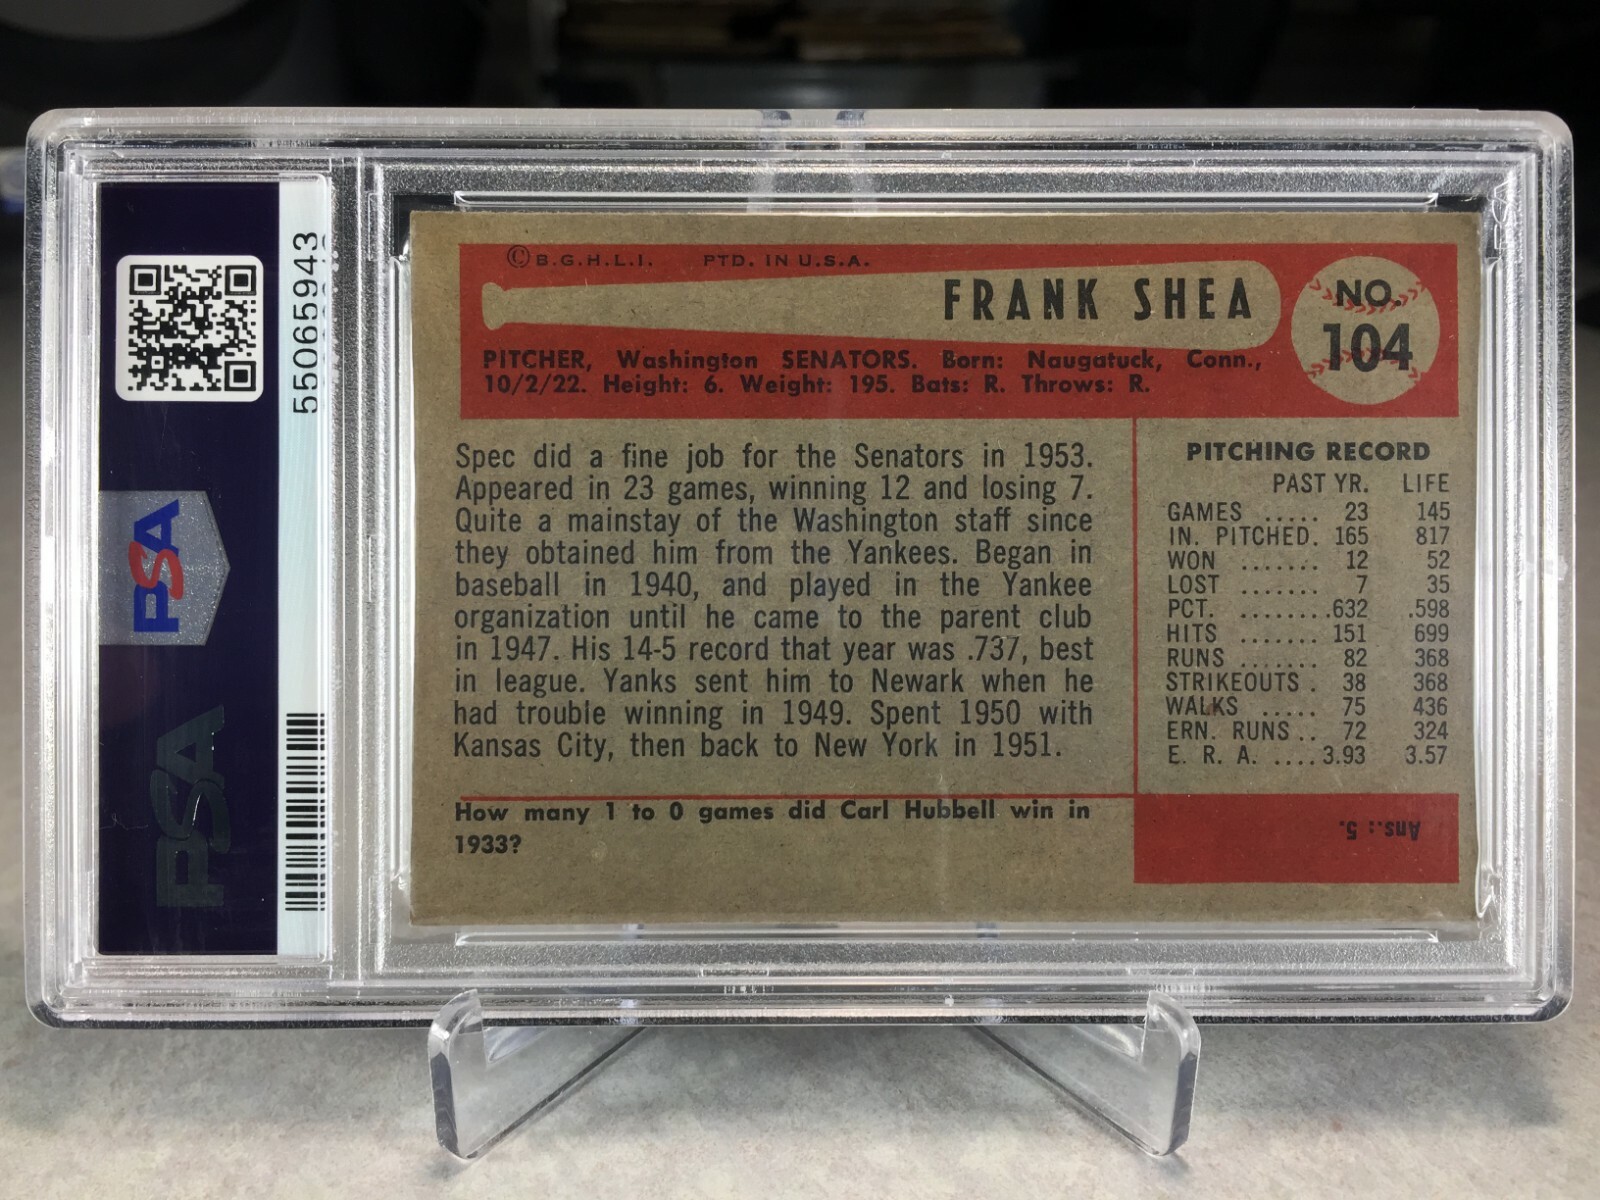 55065943
PSA
PSA
© B.G.H.L.I. PTD. IN U.S.A.
FRANK SHEA
NO.
104
PITCHER, Washington SENATORS. Born: Naugatuck, Conn.,
10/2/22. Height: 6. Weight: 195. Bats: R. Throws: R.
Spec did a fine job for the Senators in 1953.
Appeared in 23 games, winning 12 and losing 7.
Quite a mainstay of the Washington staff since
they obtained him from the Yankees. Began in
baseball in 1940, and played in the Yankee
organization until he came to the parent club
in 1947. His 14-5 record that year was .737, best
in league. Yanks sent him to Newark when he
had trouble winning in 1949. Spent 1950 with
Kansas City, then back to New York in 1951.
PITCHING RECORD
PAST YR. LIFE
GAMES ..... 23 145
IN. PITCHED. 165 817
WON ....... 12 52
LOST ....... 7 35
PCT. ........ .632 .598
HITS ....... 151 699
RUNS ....... 82 368
STRIKEOUTS . 38 368
WALKS ..... 75 436
ERN. RUNS .. 72 324
E. R. A. .... 3.93 3.57
How many 1 to 0 games did Carl Hubbell win in
1933?
Ans.: 5.